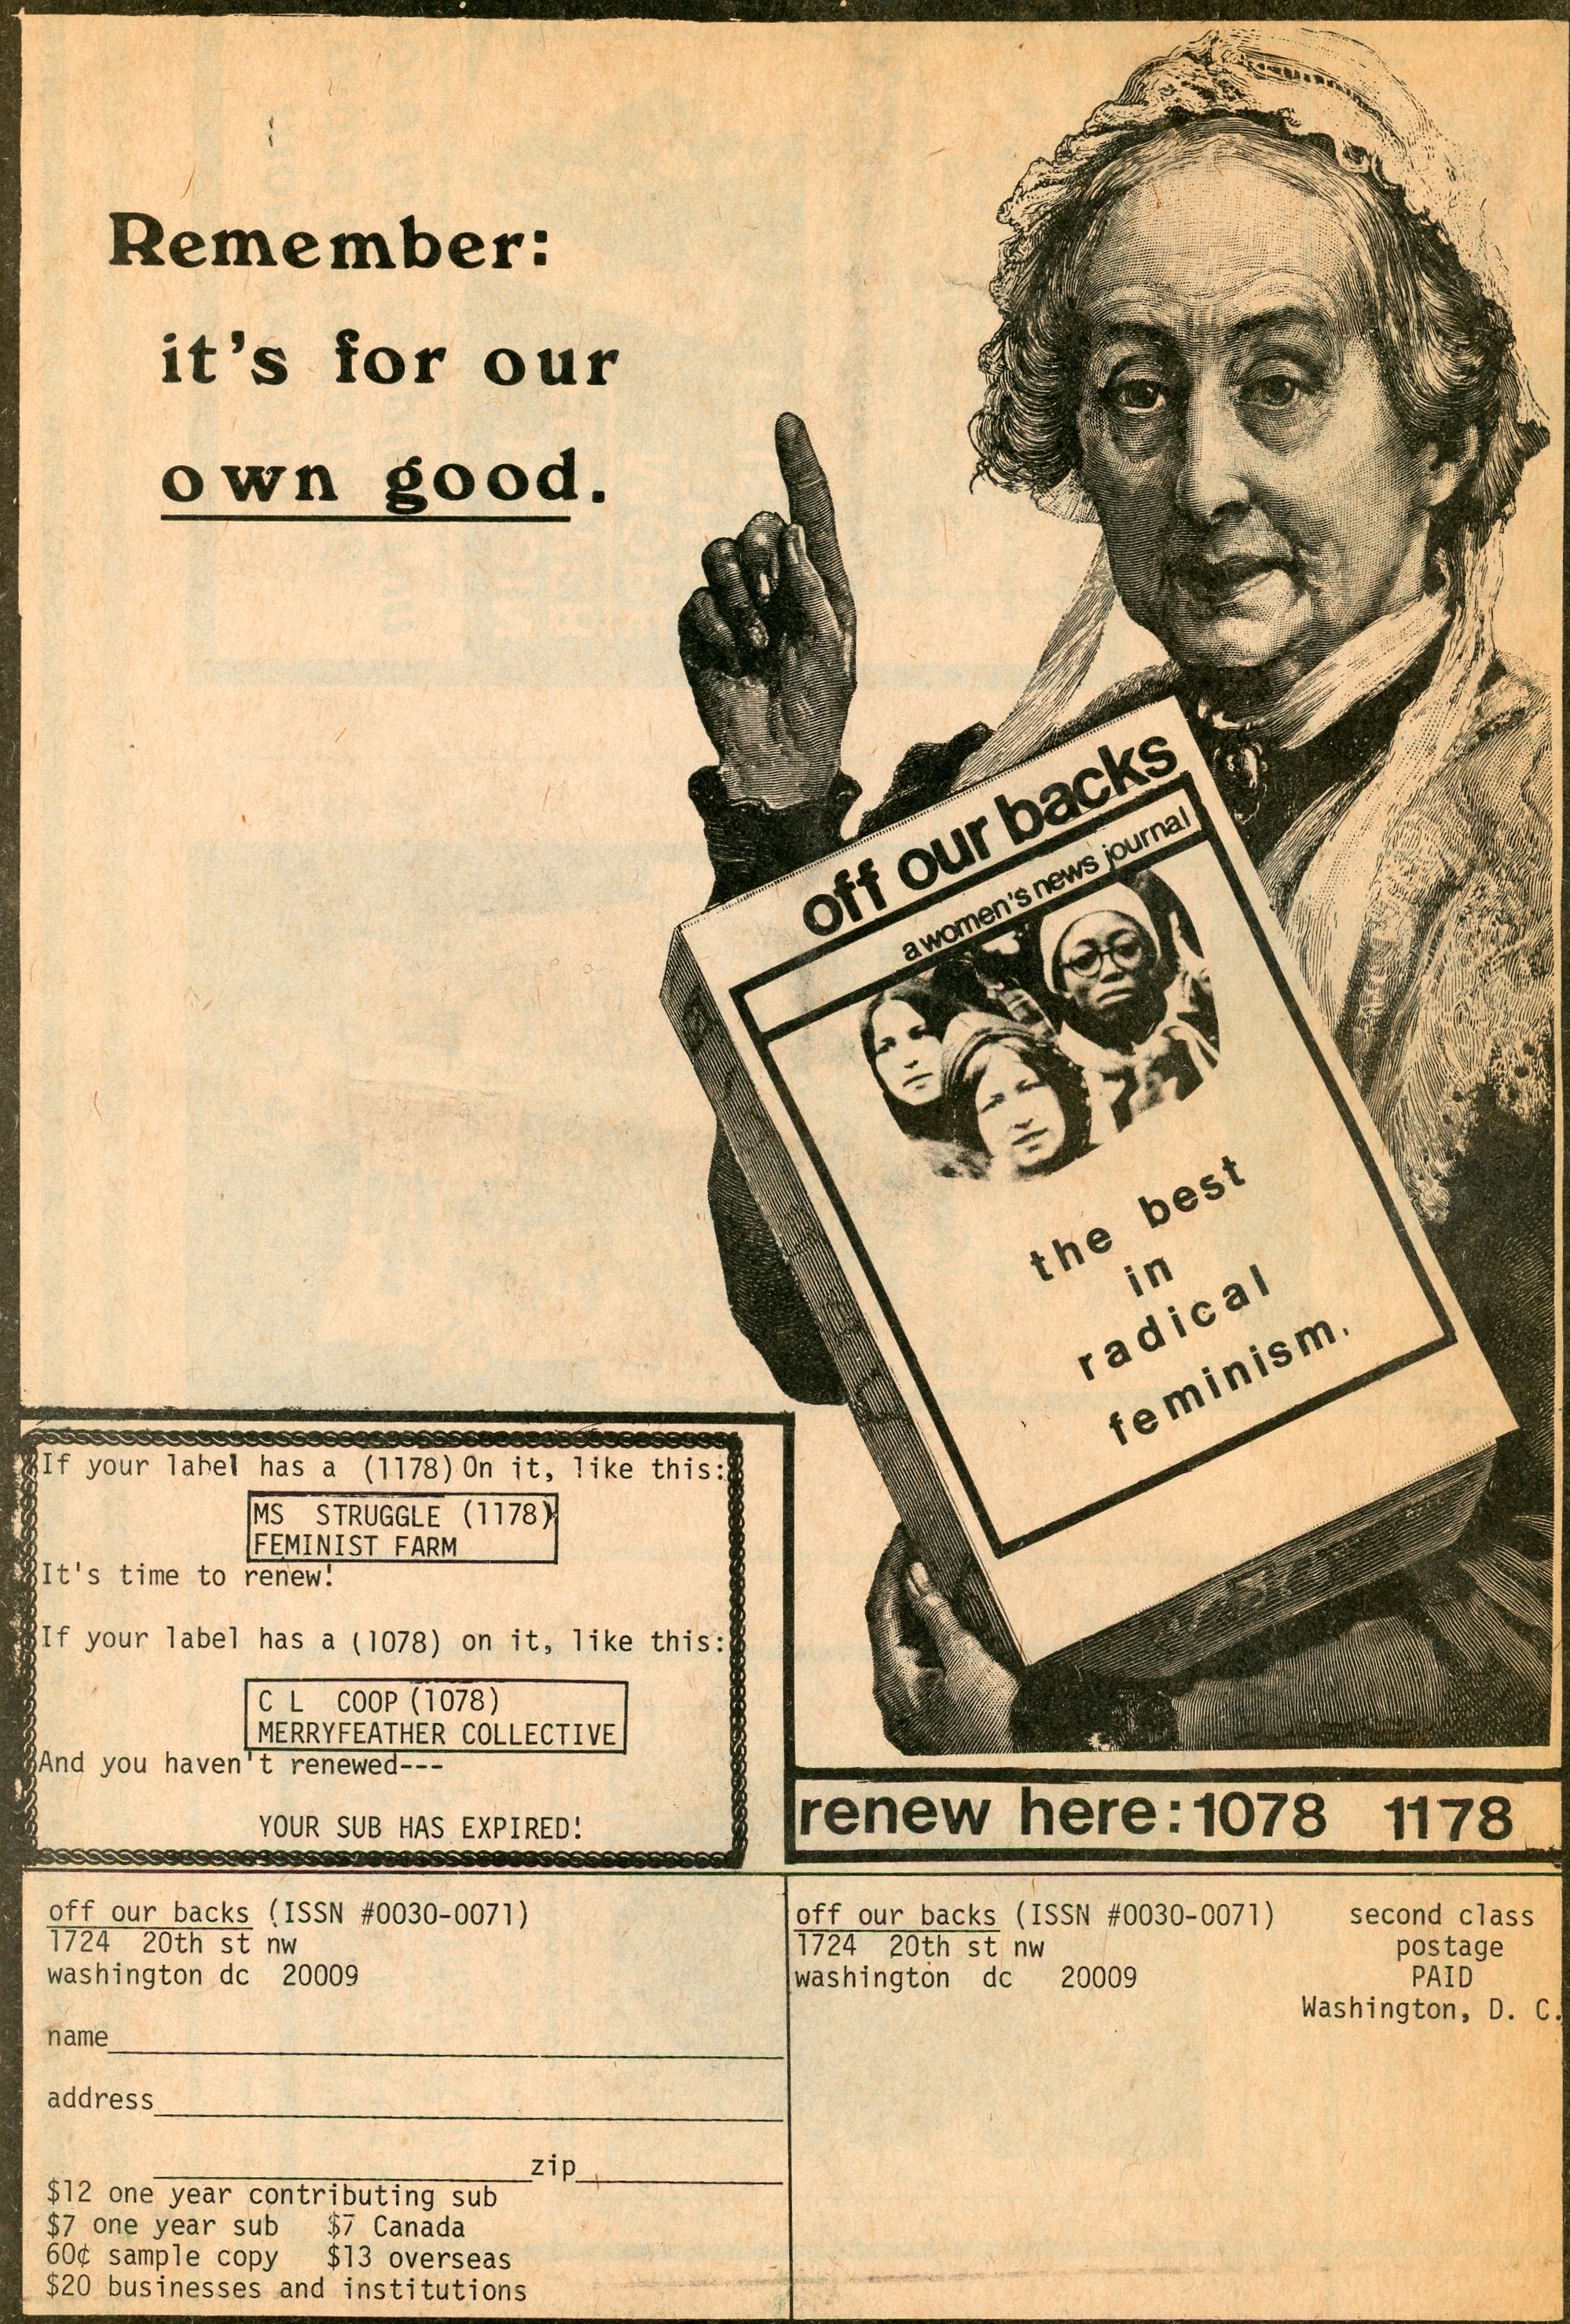 Remember:
it's for our
own good.
off our backs
a women's news journal
the best
in
radical
feminism.
If your label has a (1178) On it, like this:
MS STRUGGLE (1178)
FEMINIST FARM
It's time to renew!
If your label has a (1078) on it, like this:
C L COOP (1078)
MERRYFEATHER COLLECTIVE
And you haven't renewed---
YOUR SUB HAS EXPIRED!
renew here: 1078 1178
off our backs (ISSN #0030-0071)
1724 20th st nw
washington dc 20009
name
address
zip
$12 one year contributing sub
$7 one year sub $7 Canada
60¢ sample copy $13 overseas
$20 businesses and institutions
off our backs (ISSN #0030-0071)
1724 20th st nw
washington dc 20009
second class
postage
PAID
Washington, D. C.